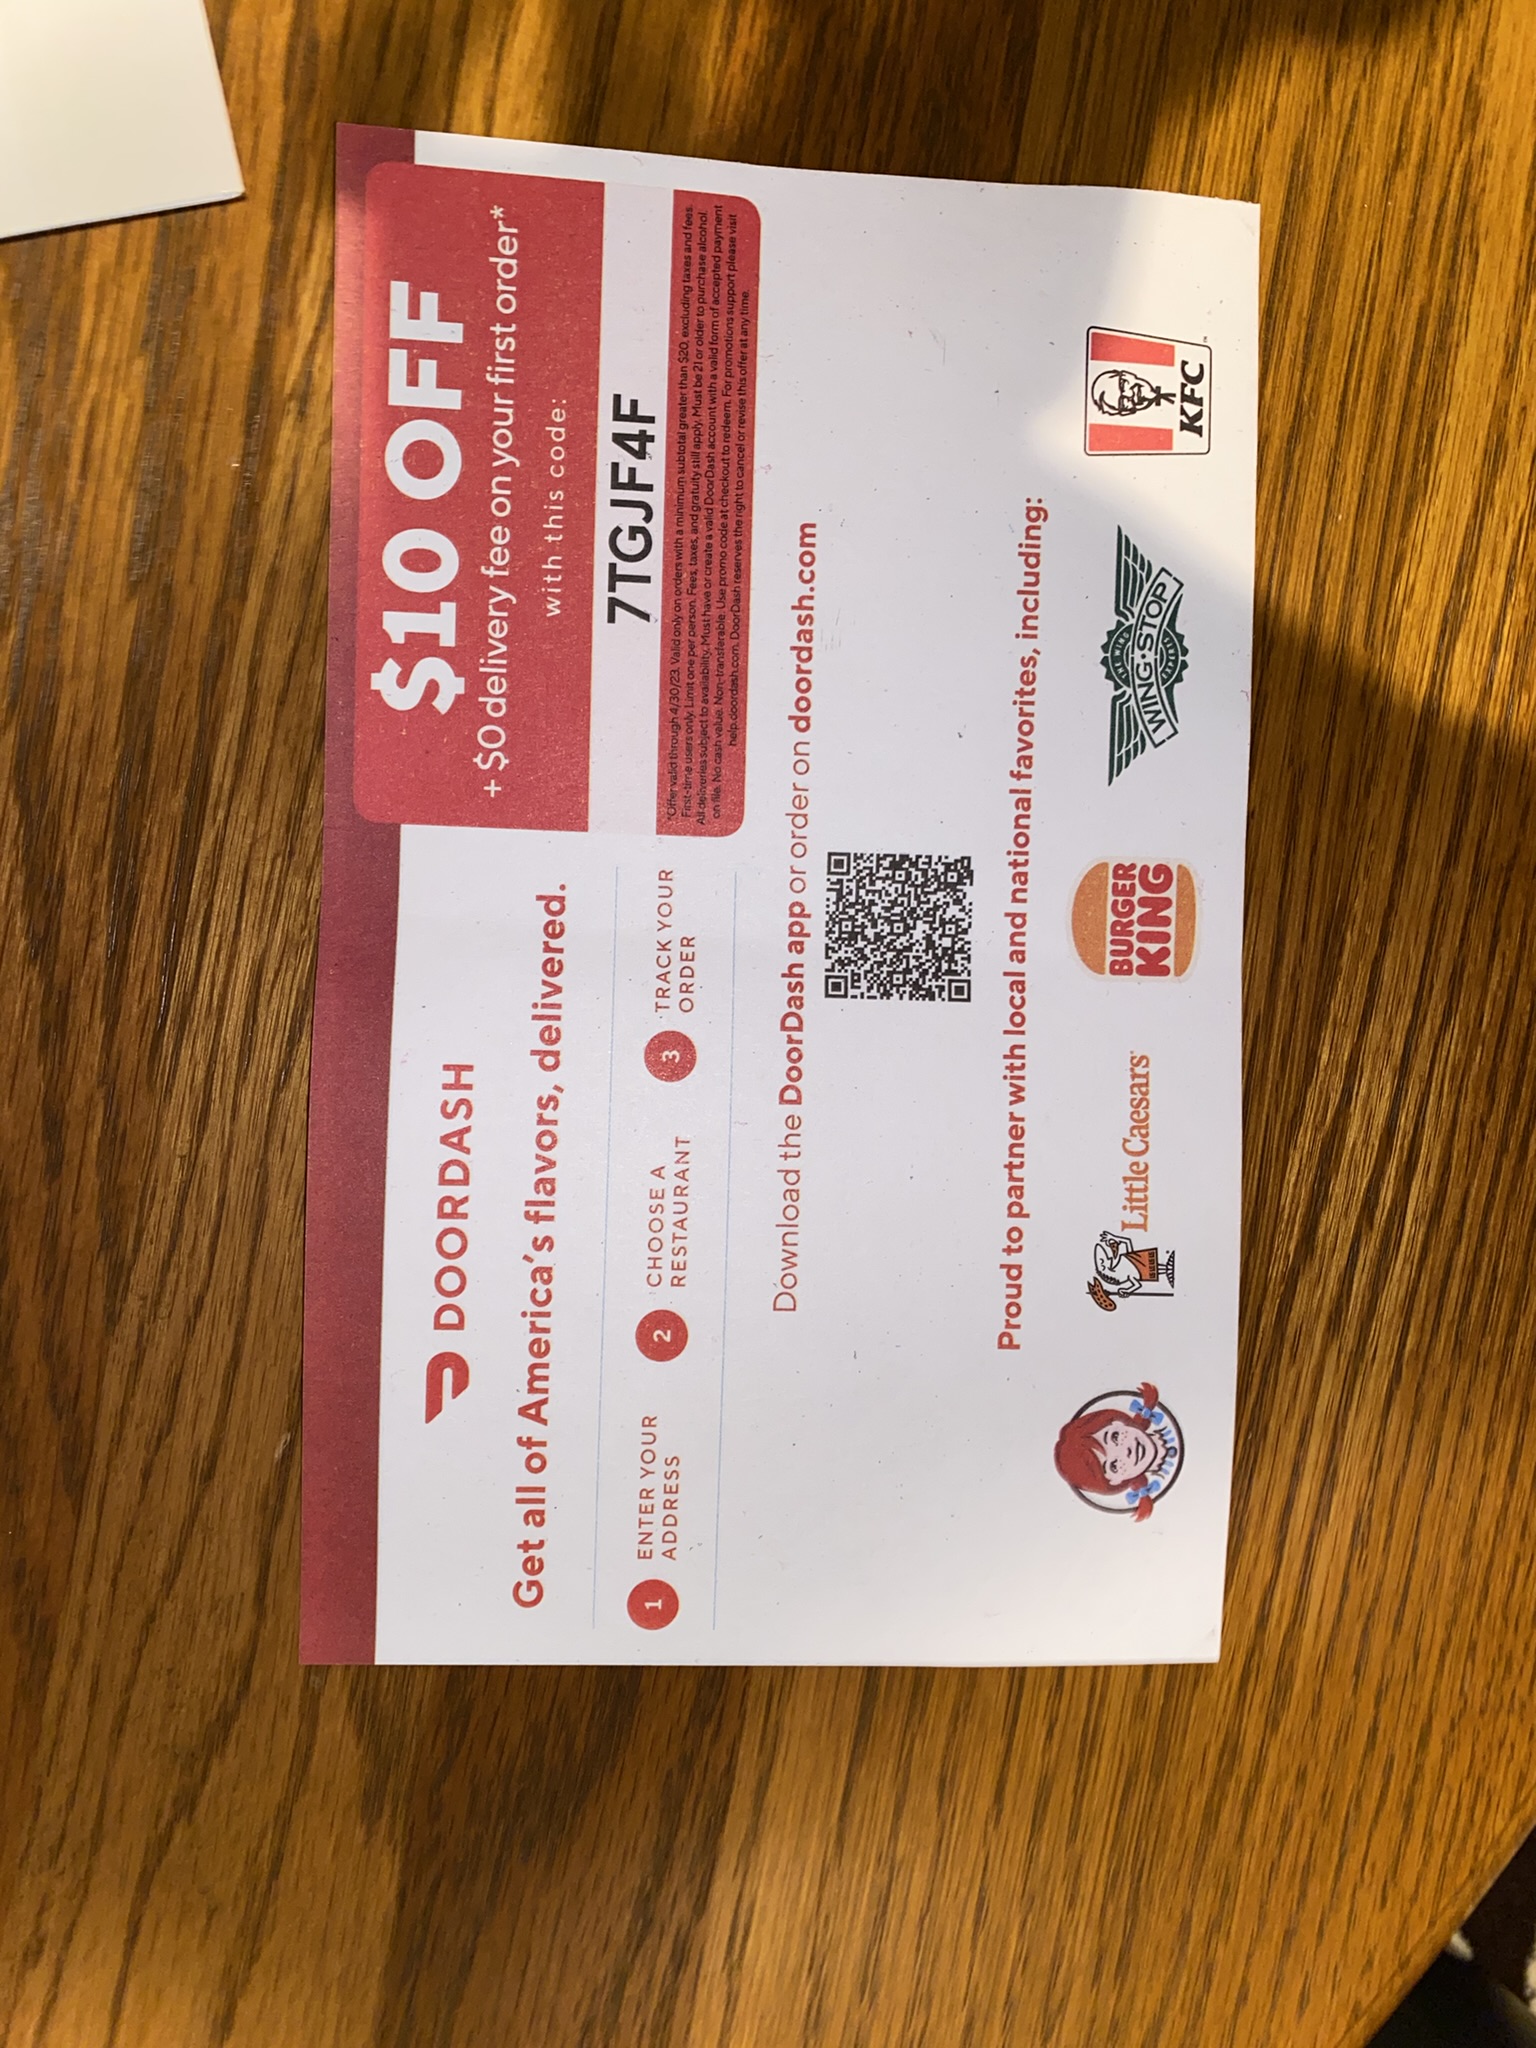 DOORDASH
Get all of America's flavors, delivered.
1 ENTER YOUR
ADDRESS
2 CHOOSE A
RESTAURANT
3 TRACK YOUR
ORDER
$10 OFF
+ $0 delivery fee on your first order*
with this code:
7TGJF4F
*Offer valid through 4/30/23. Valid only on orders with a minimum subtotal greater than $20, excluding taxes and fees.
First-time users only. Limit one per person. Fees, taxes, and gratuity still apply. Must be 21 or older to purchase alcohol.
All deliveries subject to availability. Must have or create a valid DoorDash account with a valid form of accepted payment
on file. No cash value. Non-transferable. Use promo code at checkout to redeem. For promotions support please visit
help.doordash.com. DoorDash reserves the right to cancel or revise this offer at any time.
Download the DoorDash app or order on doordash.com
Proud to partner with local and national favorites, including:
Little Caesars
BURGER
KING
THE WING
WING·STOP
EXPERTS
KFC